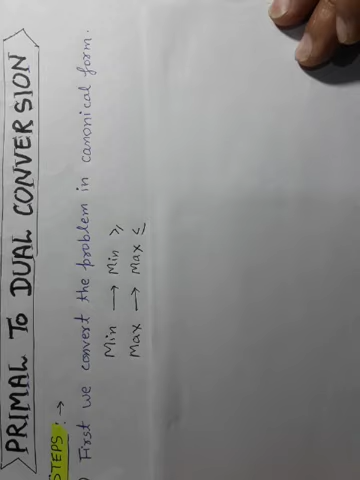 PRIMAL TO DUAL CONVERSION
STEPS : →
First we convert the problem in canonical form.
Min → Min ≥
Max → Max ≤